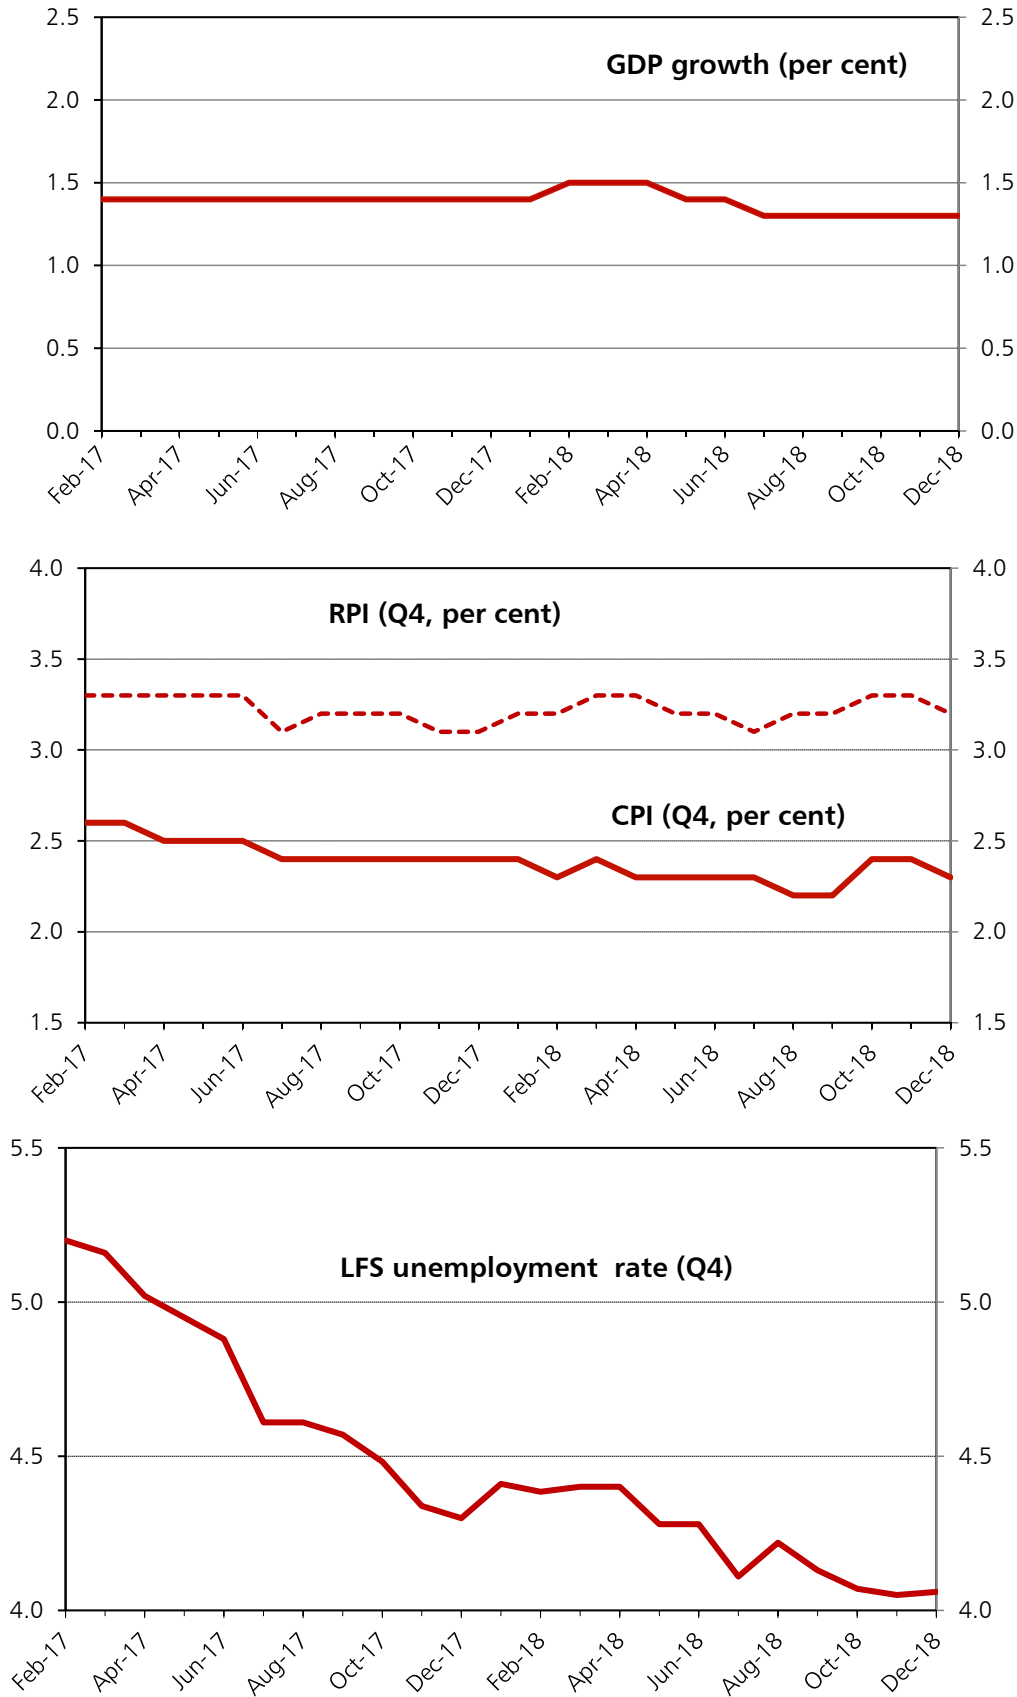 2.5 2.5
GDP growth (per cent)
2.0 2.0
1.5 1.5
1.0 1.0
0.5 0.5
0.0 0.0
Feb-17 Apr-17 Jun-17 Aug-17 Oct-17 Dec-17 Feb-18 Apr-18 Jun-18 Aug-18 Oct-18 Dec-18
4.0 4.0
RPI (Q4, per cent)
3.5 3.5
3.0 3.0
CPI (Q4, per cent)
2.5 2.5
2.0 2.0
1.5 1.5
Feb-17 Apr-17 Jun-17 Aug-17 Oct-17 Dec-17 Feb-18 Apr-18 Jun-18 Aug-18 Oct-18 Dec-18
5.5 5.5
LFS unemployment rate (Q4)
5.0 5.0
4.5 4.5
4.0 4.0
Feb-17 Apr-17 Jun-17 Aug-17 Oct-17 Dec-17 Feb-18 Apr-18 Jun-18 Aug-18 Oct-18 Dec-18